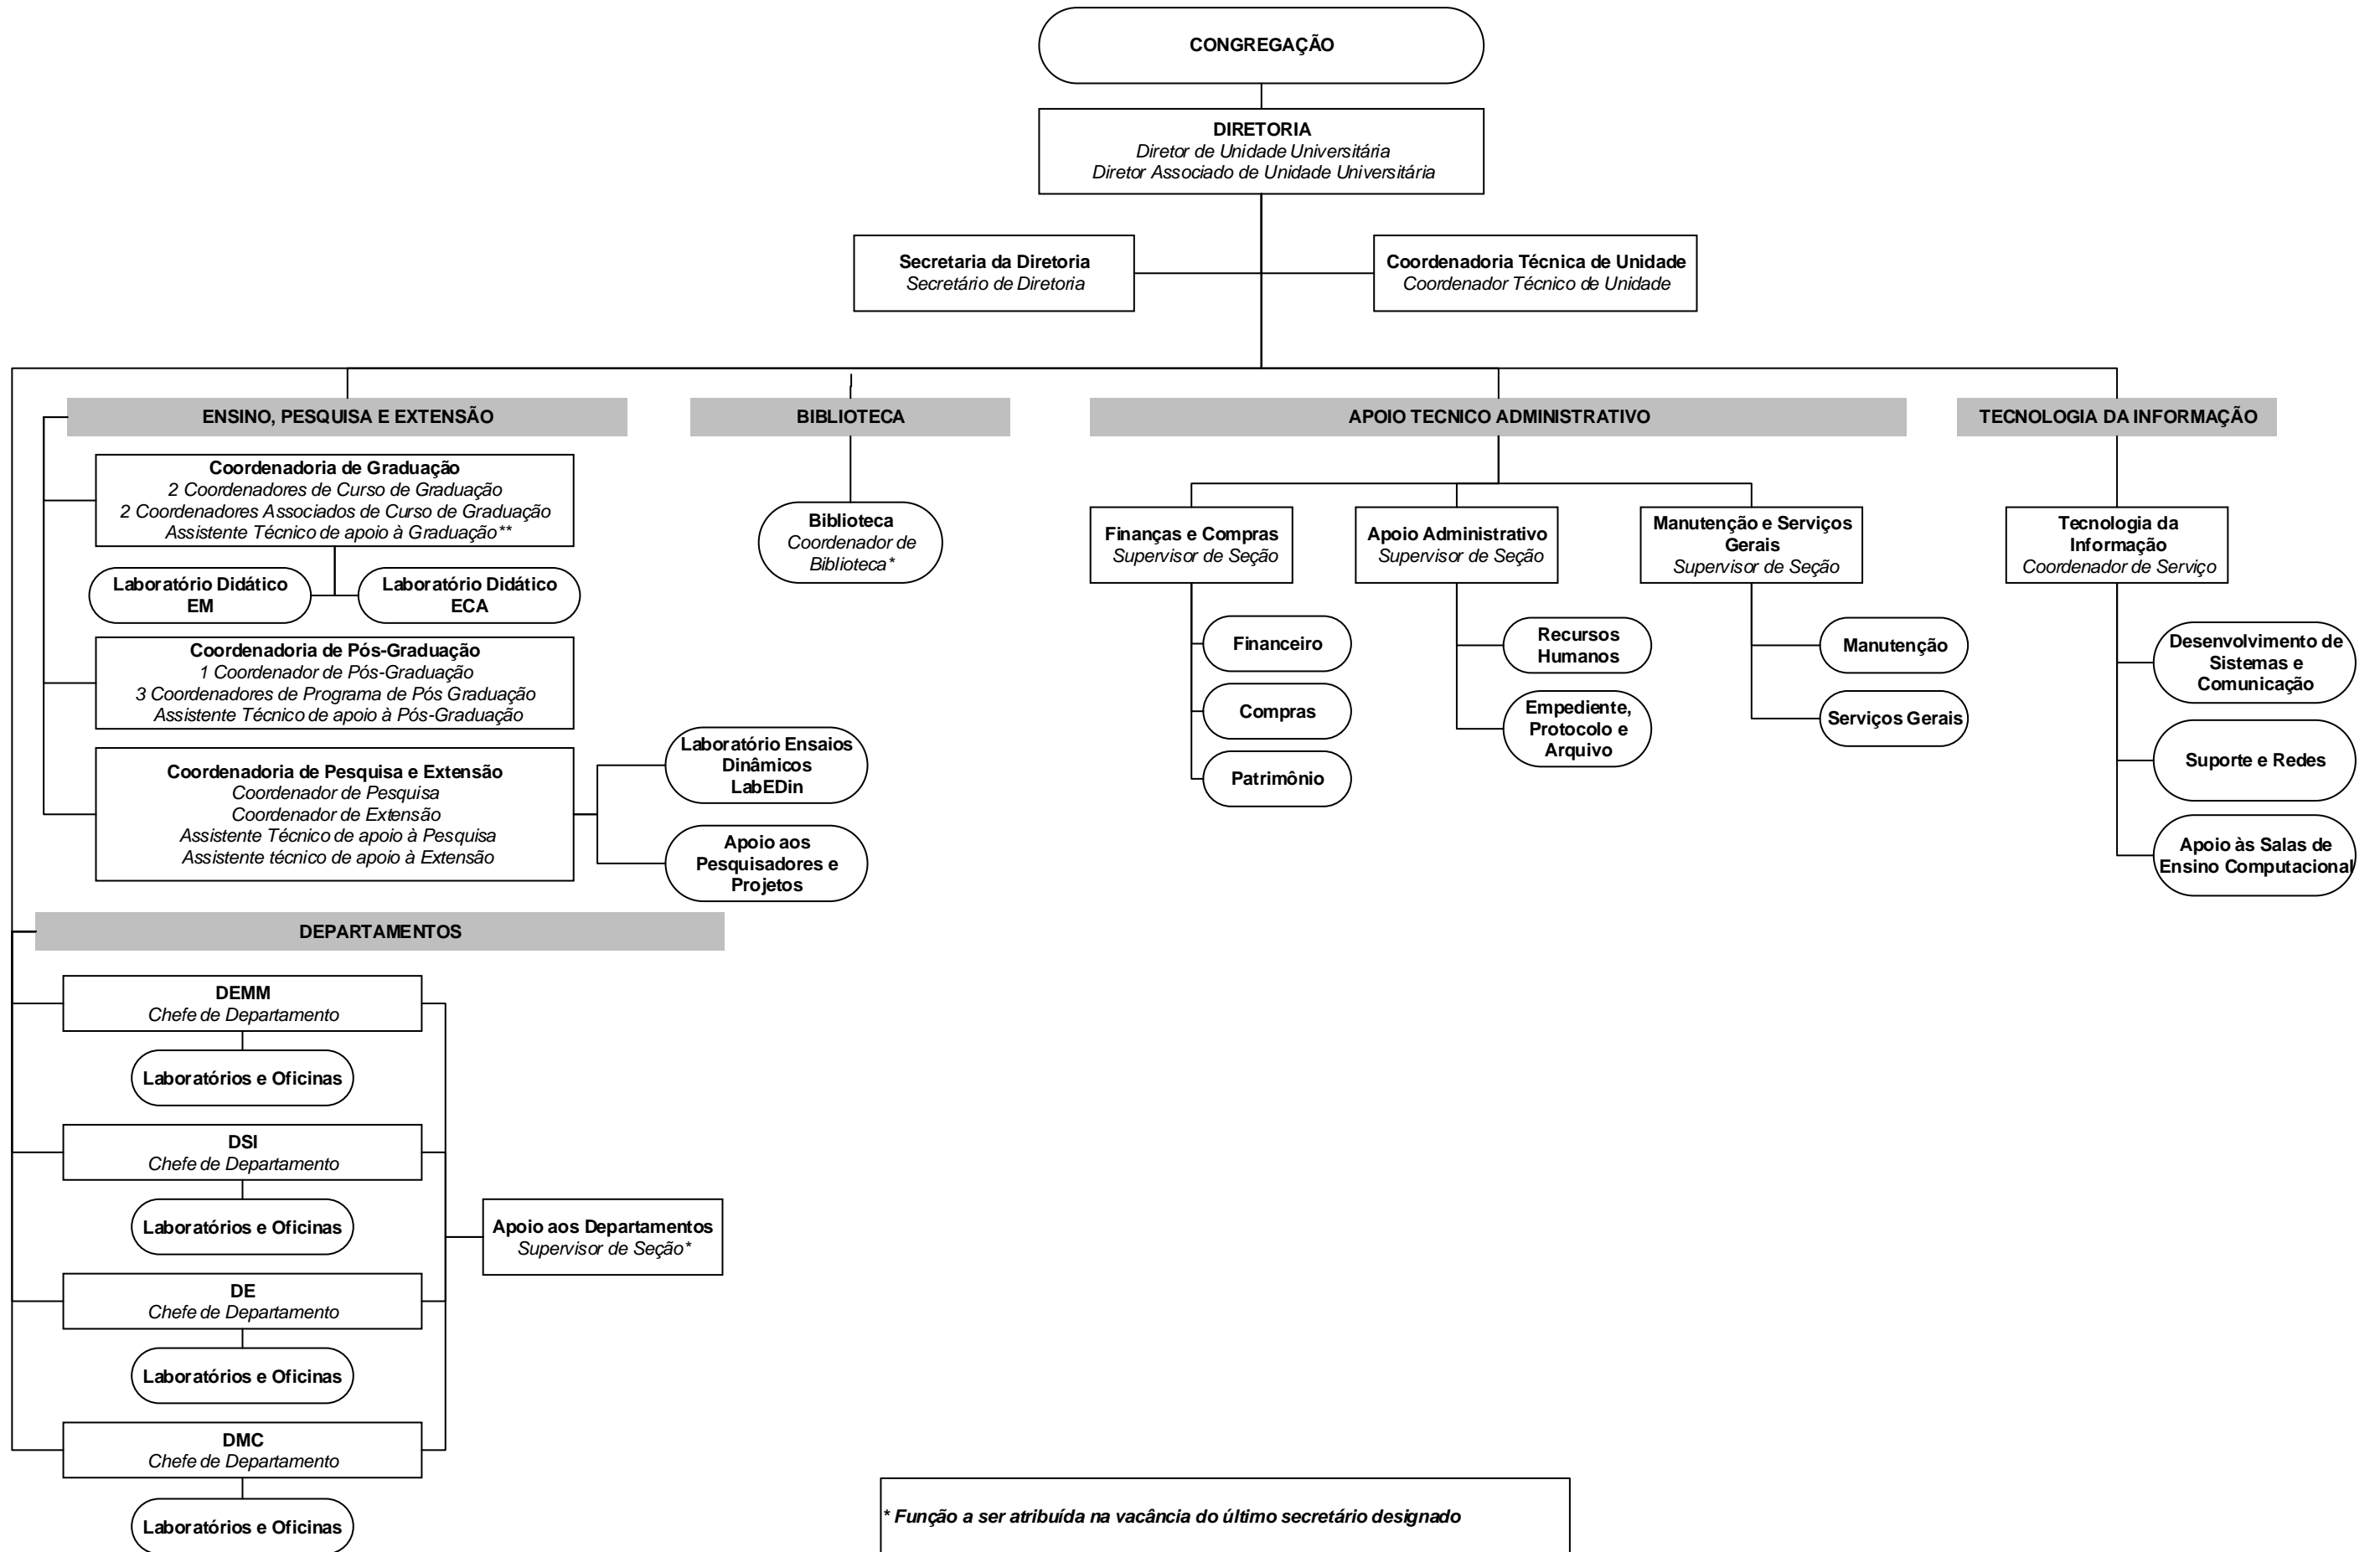 CONGREGAÇÃO
DIRETORIA
Diretor de Unidade Universitária
Diretor Associado de Unidade Universitária
Secretaria da Diretoria
Secretário de Diretoria
Coordenadoria Técnica de Unidade
Coordenador Técnico de Unidade
ENSINO, PESQUISA E EXTENSÃO
Coordenadoria de Graduação
2 Coordenadores de Curso de Graduação
2 Coordenadores Associados de Curso de Graduação
Assistente Técnico de apoio à Graduação**
Laboratório Didático
EM
Laboratório Didático
ECA
Coordenadoria de Pós-Graduação
1 Coordenador de Pós-Graduação
3 Coordenadores de Programa de Pós Graduação
Assistente Técnico de apoio à Pós-Graduação
Coordenadoria de Pesquisa e Extensão
Coordenador de Pesquisa
Coordenador de Extensão
Assistente Técnico de apoio à Pesquisa
Assistente técnico de apoio à Extensão
Laboratório Ensaios
Dinâmicos
LabEDin
Apoio aos
Pesquisadores e
Projetos
BIBLIOTECA
Biblioteca
Coordenador de
Biblioteca*
APOIO TECNICO ADMINISTRATIVO
Finanças e Compras
Supervisor de Seção
Financeiro
Compras
Patrimônio
Apoio Administrativo
Supervisor de Seção
Recursos
Humanos
Empediente,
Protocolo e
Arquivo
Manutenção e Serviços
Gerais
Supervisor de Seção
Manutenção
Serviços Gerais
TECNOLOGIA DA INFORMAÇÃO
Tecnologia da
Informação
Coordenador de Serviço
Desenvolvimento de
Sistemas e
Comunicação
Suporte e Redes
Apoio às Salas de
Ensino Computacional
DEPARTAMENTOS
DEMM
Chefe de Departamento
Laboratórios e Oficinas
DSI
Chefe de Departamento
Laboratórios e Oficinas
DE
Chefe de Departamento
Laboratórios e Oficinas
DMC
Chefe de Departamento
Laboratórios e Oficinas
Apoio aos Departamentos
Supervisor de Seção*
* Função a ser atribuída na vacância do último secretário designado